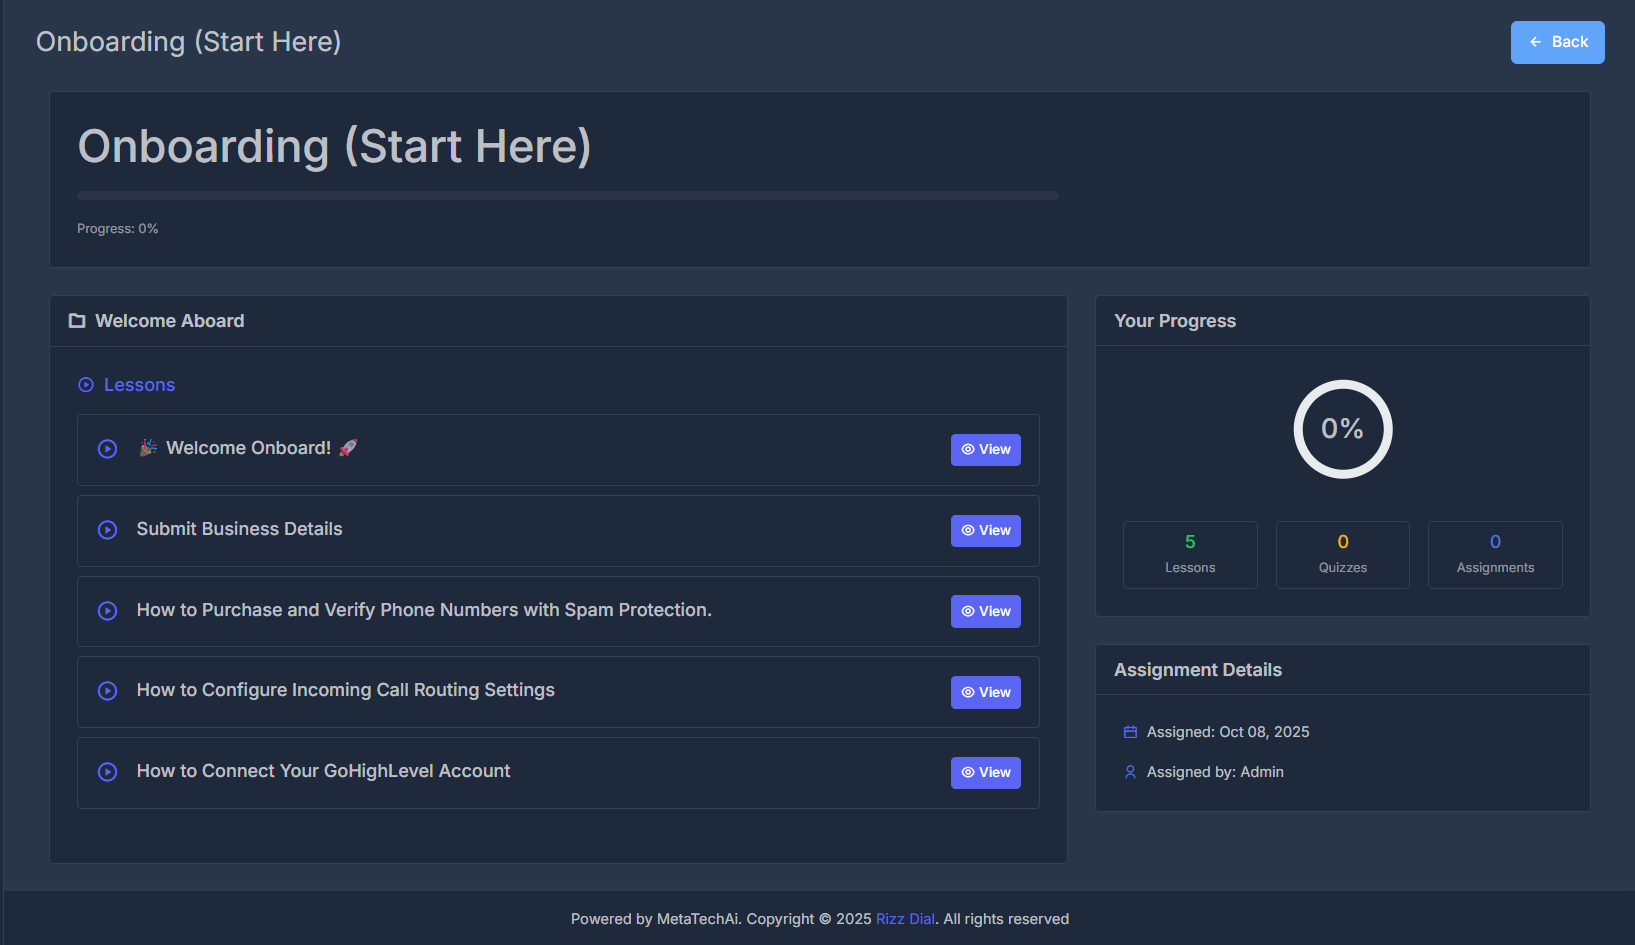 Onboarding (Start Here)
Back
Onboarding (Start Here)
Progress: 0%
Welcome Aboard
Lessons
🎉 Welcome Onboard! 🚀
View
Submit Business Details
View
How to Purchase and Verify Phone Numbers with Spam Protection.
View
How to Configure Incoming Call Routing Settings
View
How to Connect Your GoHighLevel Account
View
Your Progress
0%
5
Lessons
0
Quizzes
0
Assignments
Assignment Details
Assigned: Oct 08, 2025
Assigned by: Admin
Powered by MetaTechAi. Copyright © 2025 Rizz Dial. All rights reserved